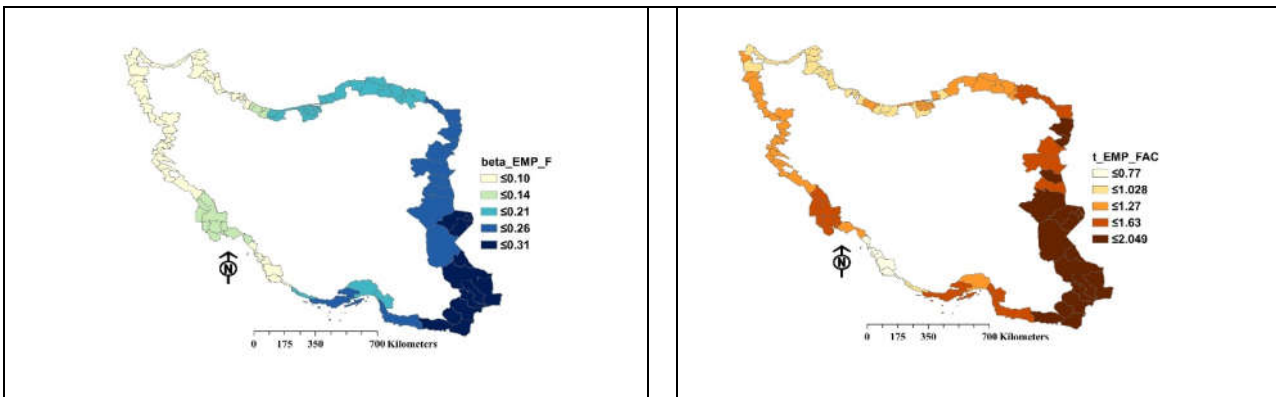 beta_EMP_F
≤0.10
≤0.14
≤0.21
≤0.26
≤0.31
N
0 175 350 700 Kilometers
t_EMP_FAC
≤0.77
≤1.028
≤1.27
≤1.63
≤2.049
N
0 175 350 700 Kilometers